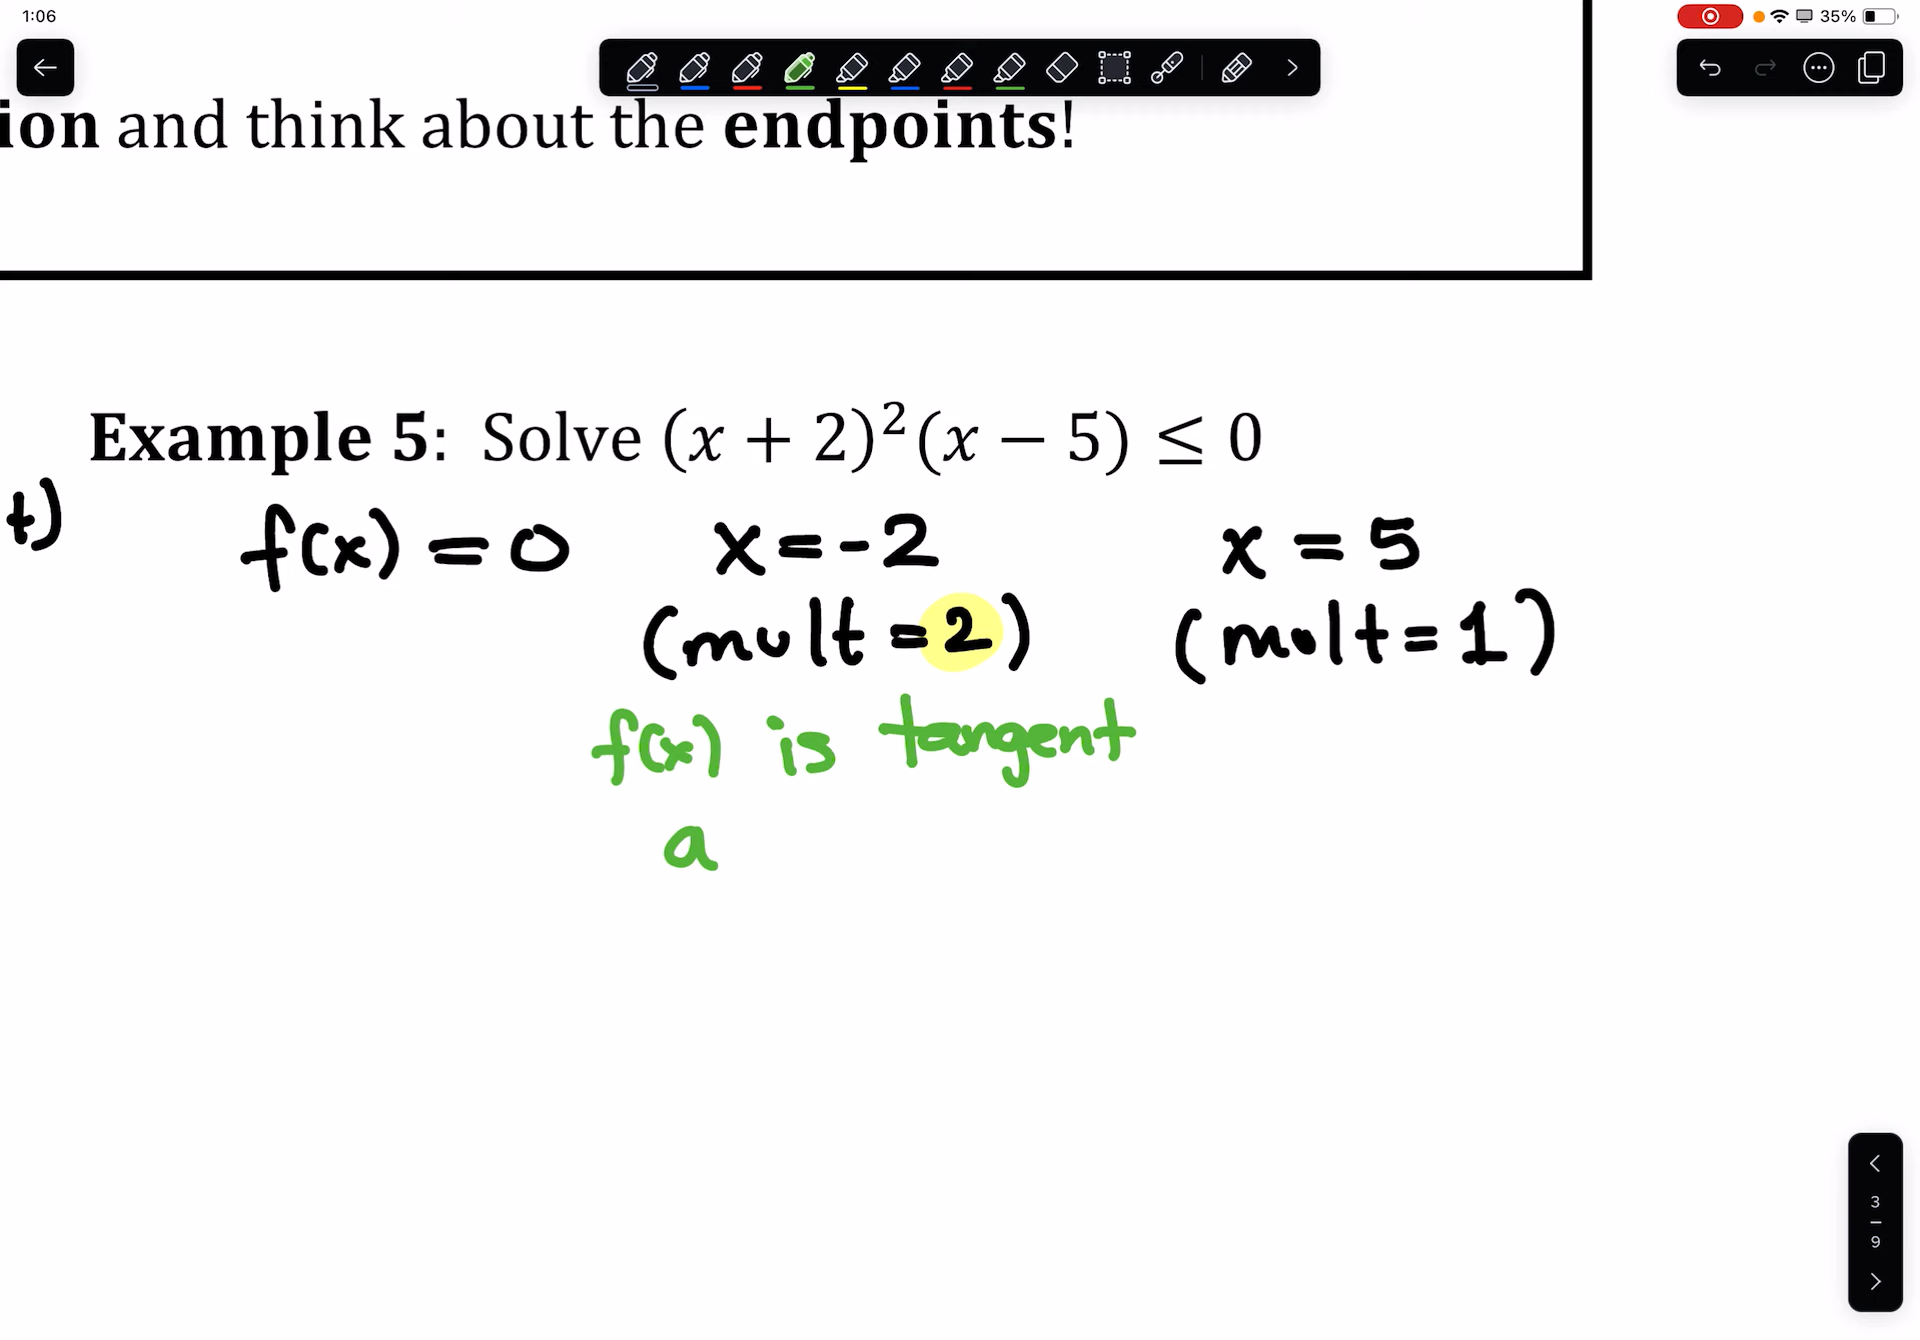 1:06
35%
ion and think about the endpoints!
Example 5: Solve (x + 2)²(x − 5) ≤ 0
t) f(x) = 0 x = -2 x = 5
(mult = 2) (mult = 1)
f(x) is tangent
a
3
9